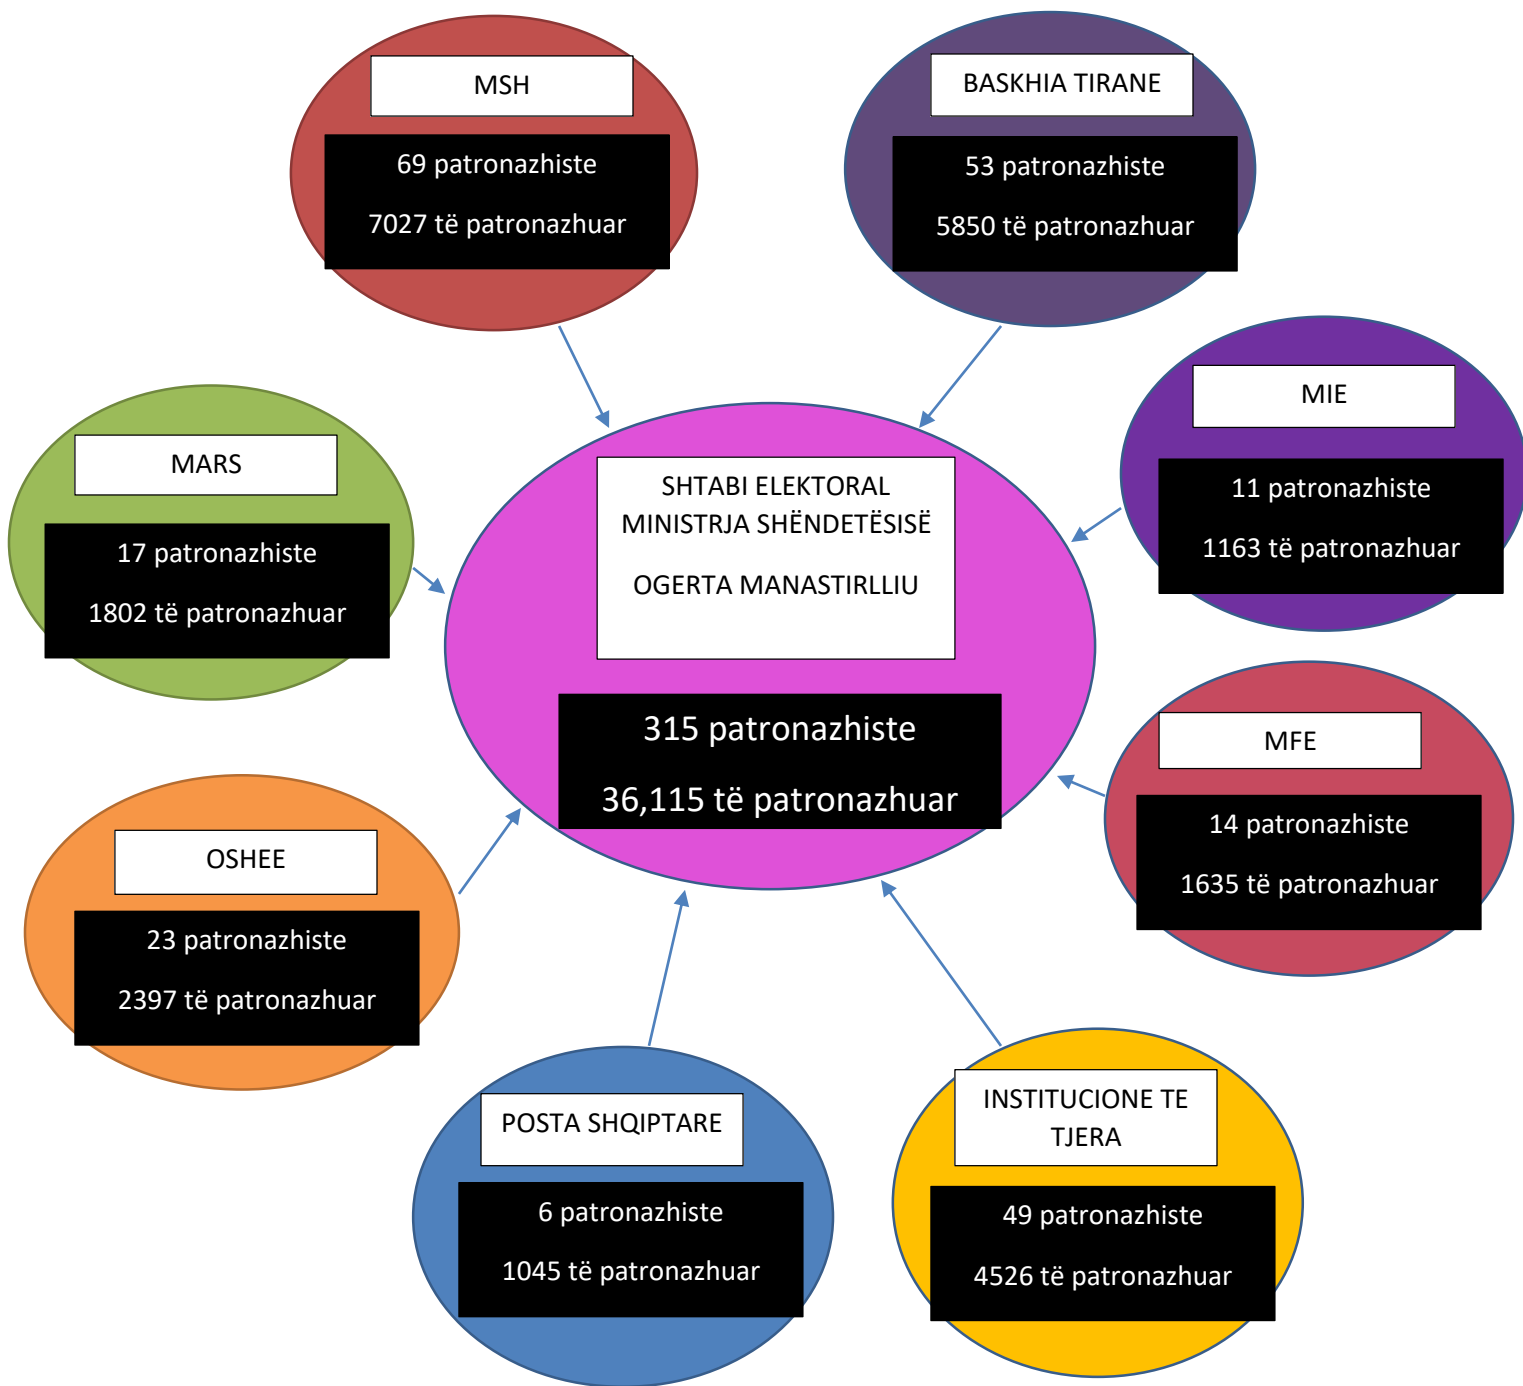 MSH
69 patronazhiste
7027 të patronazhuar
BASKHIA TIRANE
53 patronazhiste
5850 të patronazhuar
MIE
11 patronazhiste
1163 të patronazhuar
MARS
17 patronazhiste
1802 të patronazhuar
SHTABI ELEKTORAL
MINISTRJA SHËNDETËSISË
OGERTA MANASTIRLLIU
315 patronazhiste
36,115 të patronazhuar
MFE
14 patronazhiste
1635 të patronazhuar
OSHEE
23 patronazhiste
2397 të patronazhuar
POSTA SHQIPTARE
6 patronazhiste
1045 të patronazhuar
INSTITUCIONE TE
TJERA
49 patronazhiste
4526 të patronazhuar